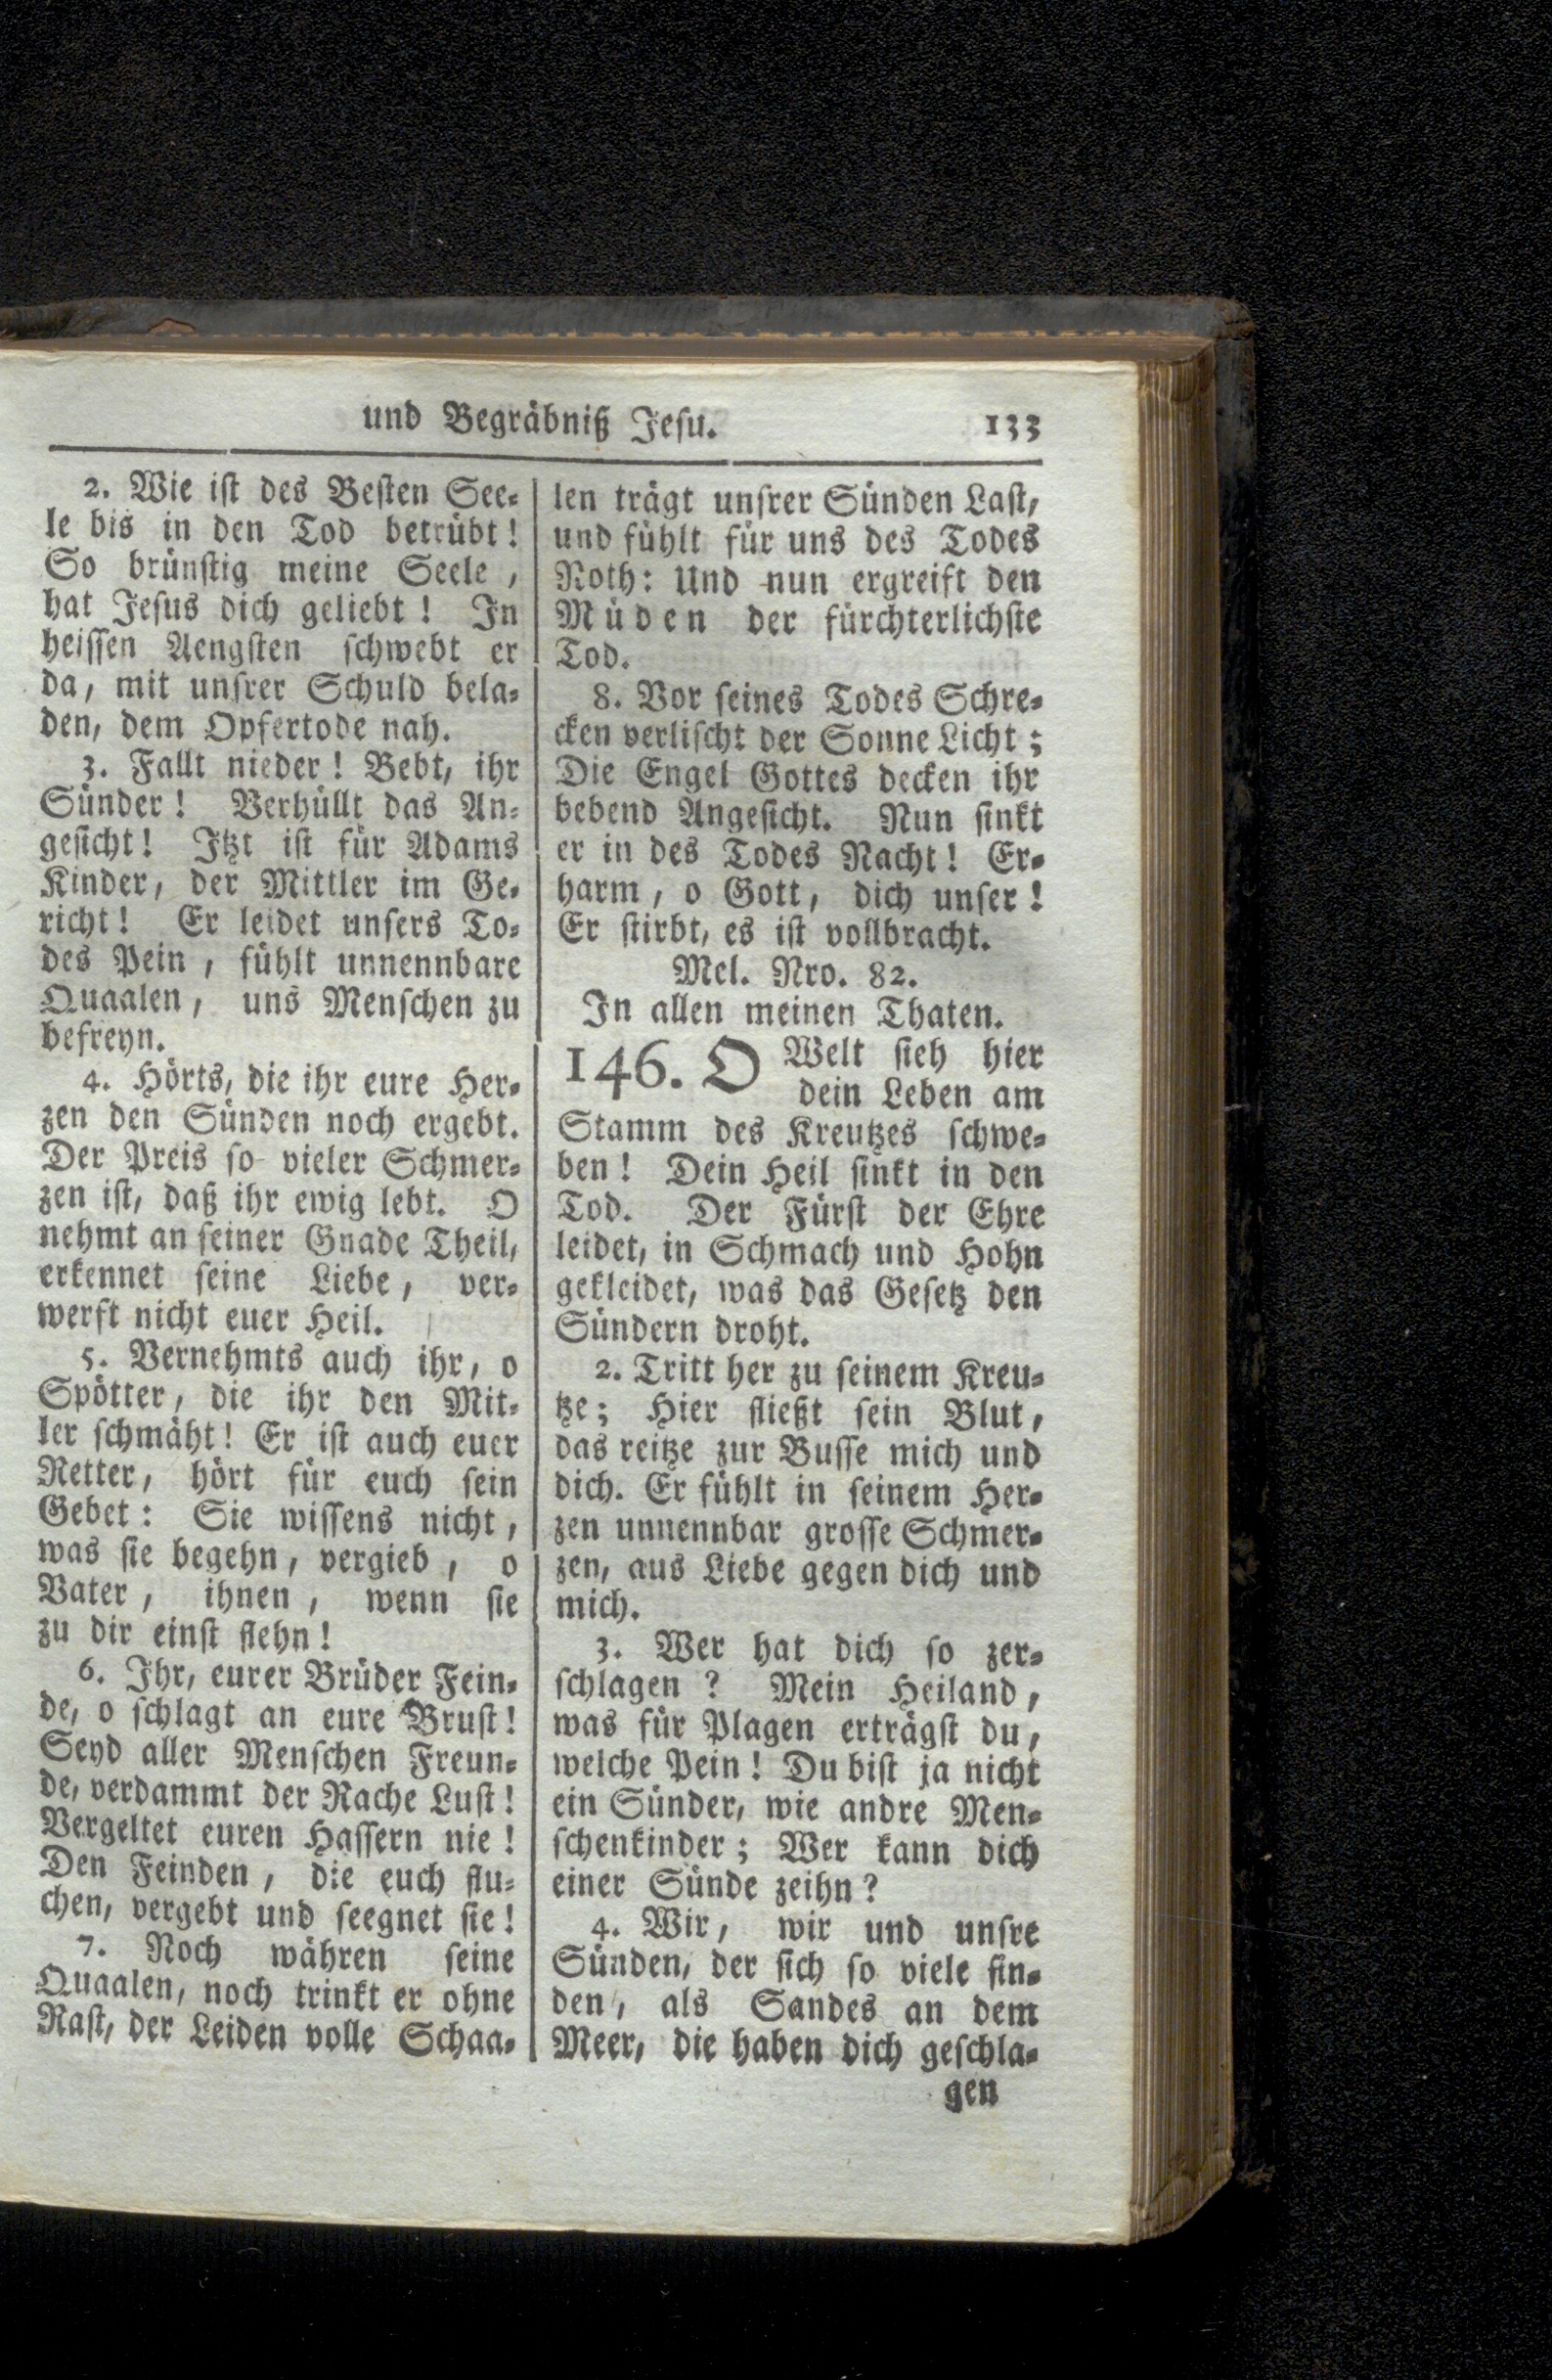 und Begräbniß Jeſu. 133
2. Wie iſt des Beſten See-
le bis in den Tod betrübt!
So brünſtig meine Seele,
hat Jeſus dich geliebt! In
heiſſen Aengſten ſchwebt er
da, mit unſrer Schuld bela-
den, dem Opfertode nah.
3. Fallt nieder! Bebt, ihr
Sünder! Verhüllt das An-
geſicht! Itzt iſt für Adams
Kinder, der Mittler im Ge-
richt! Er leidet unſers To-
des Pein, fühlt unnennbare
Quaalen, uns Menſchen zu
befreyn.
4. Hörts, die ihr eure Her-
zen den Sünden noch ergebt.
Der Preis ſo vieler Schmer-
zen iſt, daß ihr ewig lebt. O
nehmt an ſeiner Gnade Theil,
erkennet ſeine Liebe, ver-
werft nicht euer Heil.
5. Vernehmts auch ihr, o
Spötter, die ihr den Mit-
ler ſchmäht! Er iſt auch euer
Retter, hört für euch ſein
Gebet: Sie wiſſens nicht,
was ſie begehn, vergieb, o
Vater, ihnen, wenn ſie
zu dir einſt flehn!
6. Ihr, eurer Brüder Fein-
de, o ſchlagt an eure Bruſt!
Seyd aller Menſchen Freun-
de, verdammt der Rache Luſt!
Vergeltet euren Haſſern nie!
Den Feinden, die euch flu-
chen, vergebt und ſeegnet ſie!
7. Noch währen ſeine
Quaalen, noch trinkt er ohne
Raſt, der Leiden volle Schaa-
len trägt unſrer Sünden Laſt,
und fühlt für uns des Todes
Noth: Und nun ergreift den
Müden der fürchterlichſte
Tod.
8. Vor ſeines Todes Schre-
cken verliſcht der Sonne Licht;
Die Engel Gottes decken ihr
bebend Angeſicht. Nun ſinkt
er in des Todes Nacht! Er-
harm, o Gott, dich unſer!
Er ſtirbt, es iſt vollbracht.
Mel. Nro. 82.
In allen meinen Thaten.
146. O Welt ſieh hier
dein Leben am
Stamm des Kreutzes ſchwe-
ben! Dein Heil ſinkt in den
Tod. Der Fürſt der Ehre
leidet, in Schmach und Hohn
gekleidet, was das Geſetz den
Sündern droht.
2. Tritt her zu ſeinem Kreu-
tze; Hier fließt ſein Blut,
das reitze zur Buſſe mich und
dich. Er fühlt in ſeinem Her-
zen unnennbar groſſe Schmer-
zen, aus Liebe gegen dich und
mich.
3. Wer hat dich ſo zer-
ſchlagen? Mein Heiland,
was für Plagen erträgſt du,
welche Pein! Du biſt ja nicht
ein Sünder, wie andre Men-
ſchenkinder; Wer kann dich
einer Sünde zeihn?
4. Wir, wir und unſre
Sünden, der ſich ſo viele fin-
den, als Sandes an dem
Meer, die haben dich geſchla-
gen